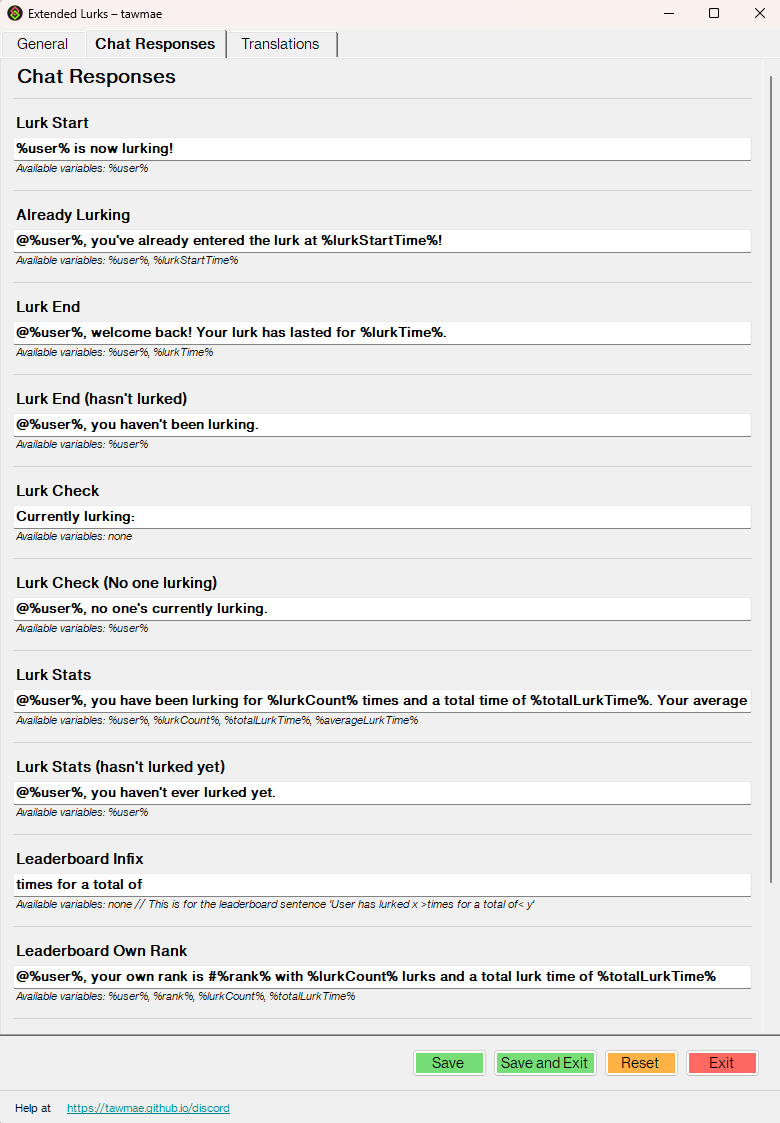 Extended Lurks – tawmae
General Chat Responses Translations
Chat Responses
Lurk Start
%user% is now lurking!
Available variables: %user%
Already Lurking
@%user%, you've already entered the lurk at %lurkStartTime%!
Available variables: %user%, %lurkStartTime%
Lurk End
@%user%, welcome back! Your lurk has lasted for %lurkTime%.
Available variables: %user%, %lurkTime%
Lurk End (hasn't lurked)
@%user%, you haven't been lurking.
Available variables: %user%
Lurk Check
Currently lurking:
Available variables: none
Lurk Check (No one lurking)
@%user%, no one's currently lurking.
Available variables: %user%
Lurk Stats
@%user%, you have been lurking for %lurkCount% times and a total time of %totalLurkTime%. Your average
Available variables: %user%, %lurkCount%, %totalLurkTime%, %averageLurkTime%
Lurk Stats (hasn't lurked yet)
@%user%, you haven't ever lurked yet.
Available variables: %user%
Leaderboard Infix
times for a total of
Available variables: none // This is for the leaderboard sentence 'User has lurked x >times for a total of< y'
Leaderboard Own Rank
@%user%, your own rank is #%rank% with %lurkCount% lurks and a total lurk time of %totalLurkTime%
Available variables: %user%, %rank%, %lurkCount%, %totalLurkTime%
Save Save and Exit Reset Exit
Help at https://tawmae.github.io/discord